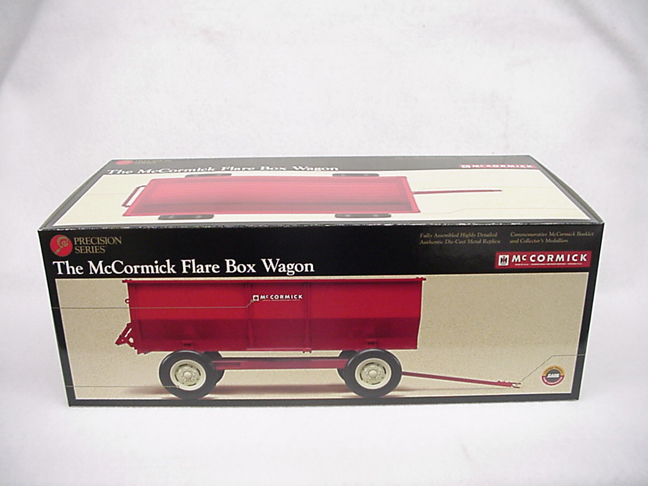 The McCormick Flare Box Wagon
McCORMICK
PRECISION
SERIES
Fully Assembled Highly Detailed
Authentic Die-Cast Metal Replica
Commemorative McCormick Booklet
and Collector's Medallion
The McCormick Flare Box Wagon
IH McCORMICK
McCORMICK